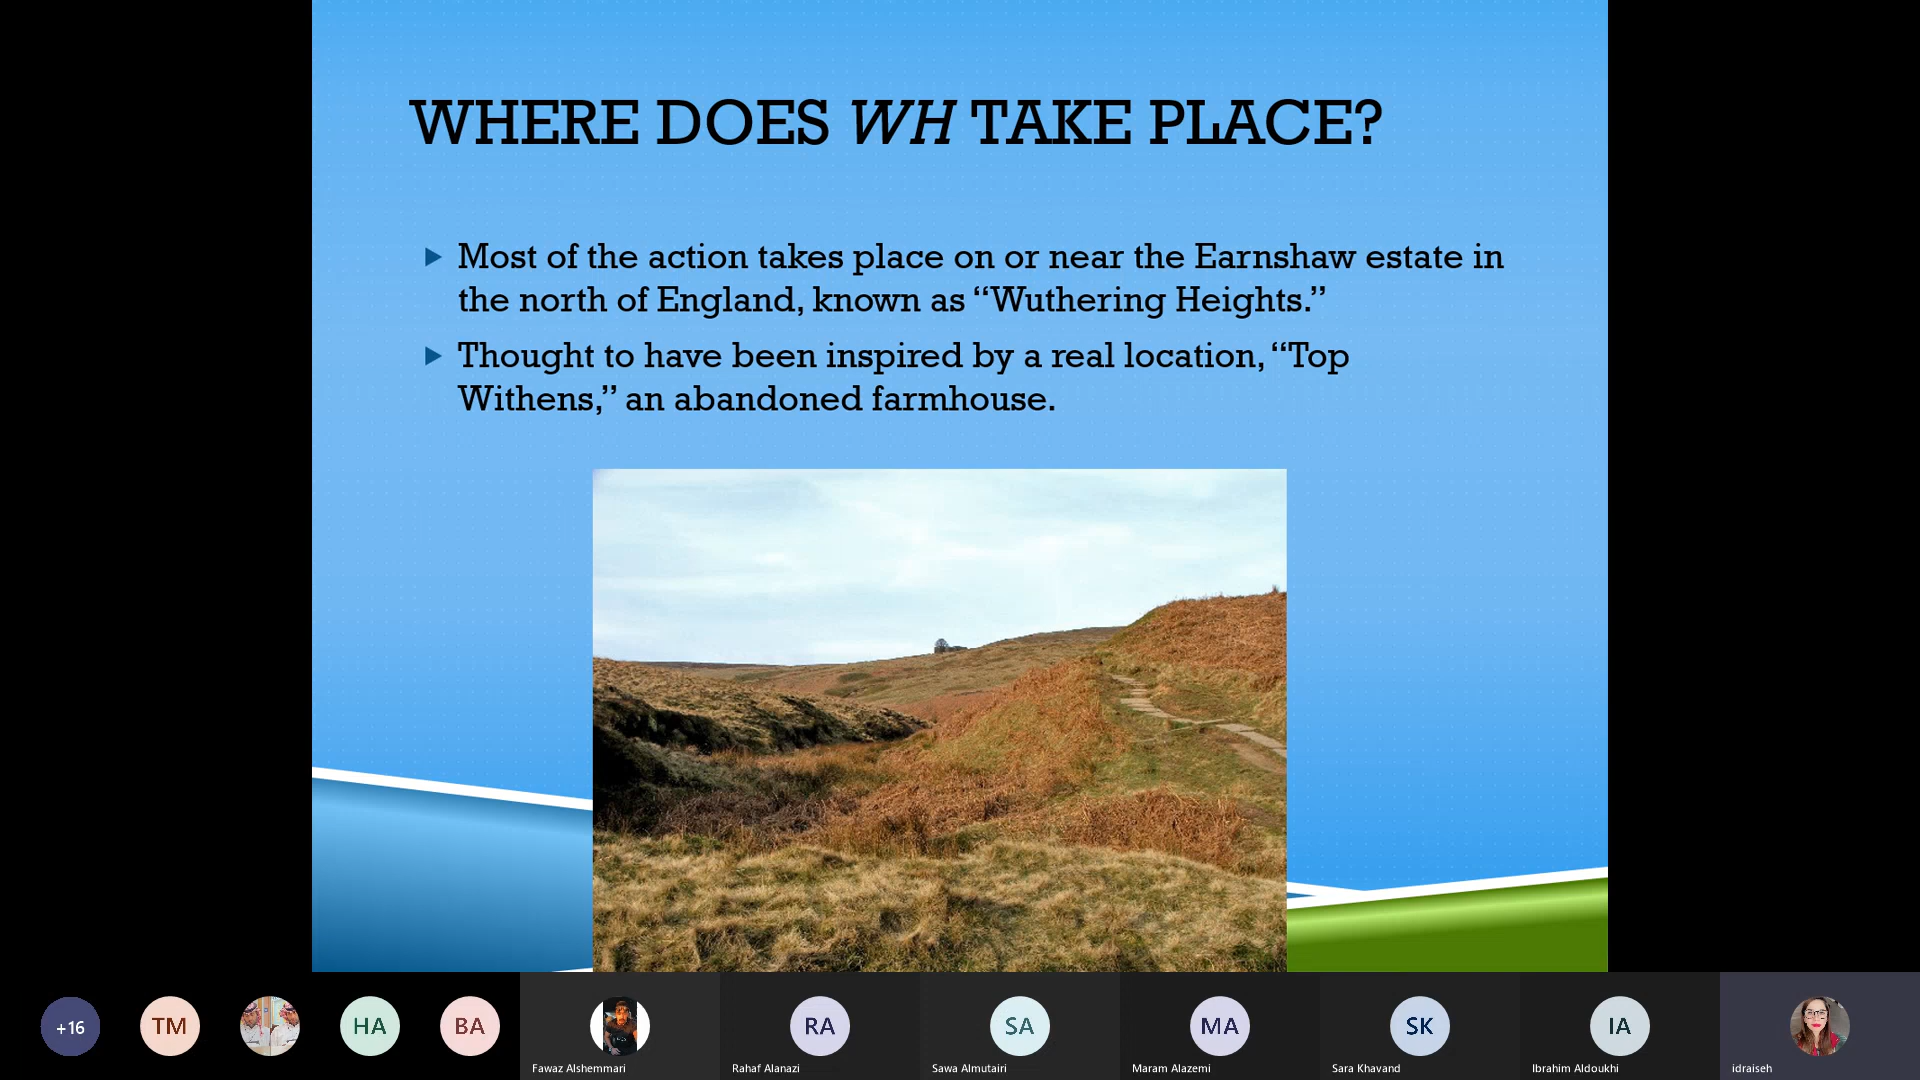 WHERE DOES WH TAKE PLACE?
Most of the action takes place on or near the Earnshaw estate in
the north of England, known as “Wuthering Heights.”
Thought to have been inspired by a real location, “Top
Withens,” an abandoned farmhouse.
+16
TM
HA
BA
RA
SA
MA
SK
IA
Fawaz Alshemmari
Rahaf Alanazi
Sawa Almutairi
Maram Alazemi
Sara Khavand
Ibrahim Aldoukhi
idraiseh